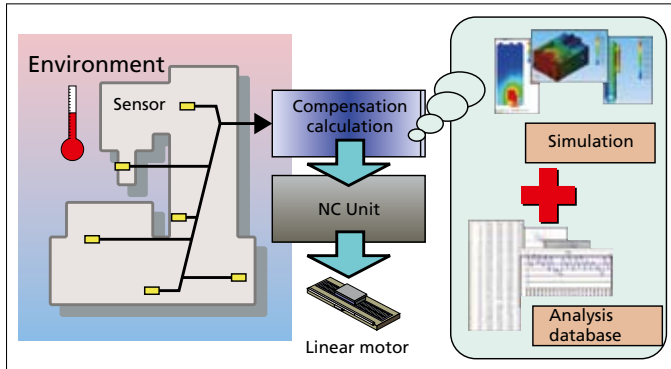 Environment
Sensor
Compensation
calculation
NC Unit
Linear motor
Simulation
Analysis
database